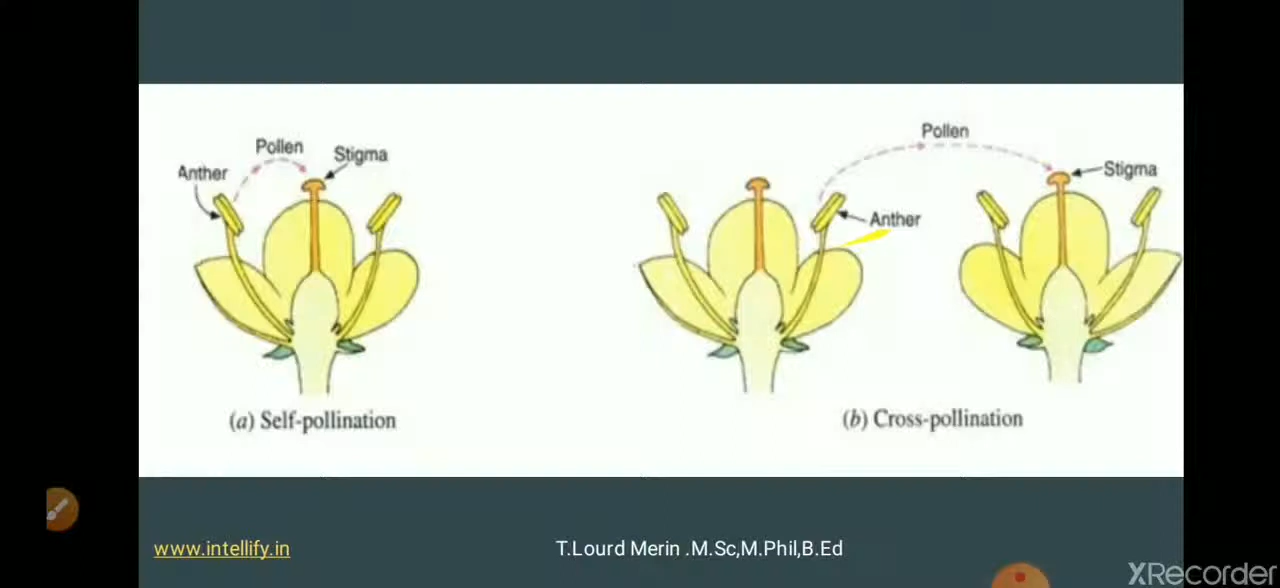 Pollen
Stigma
Anther
(a) Self-pollination
Pollen
Stigma
Anther
(b) Cross-pollination
www.intellify.in
T.Lourd Merin .M.Sc,M.Phil,B.Ed
XRecorder